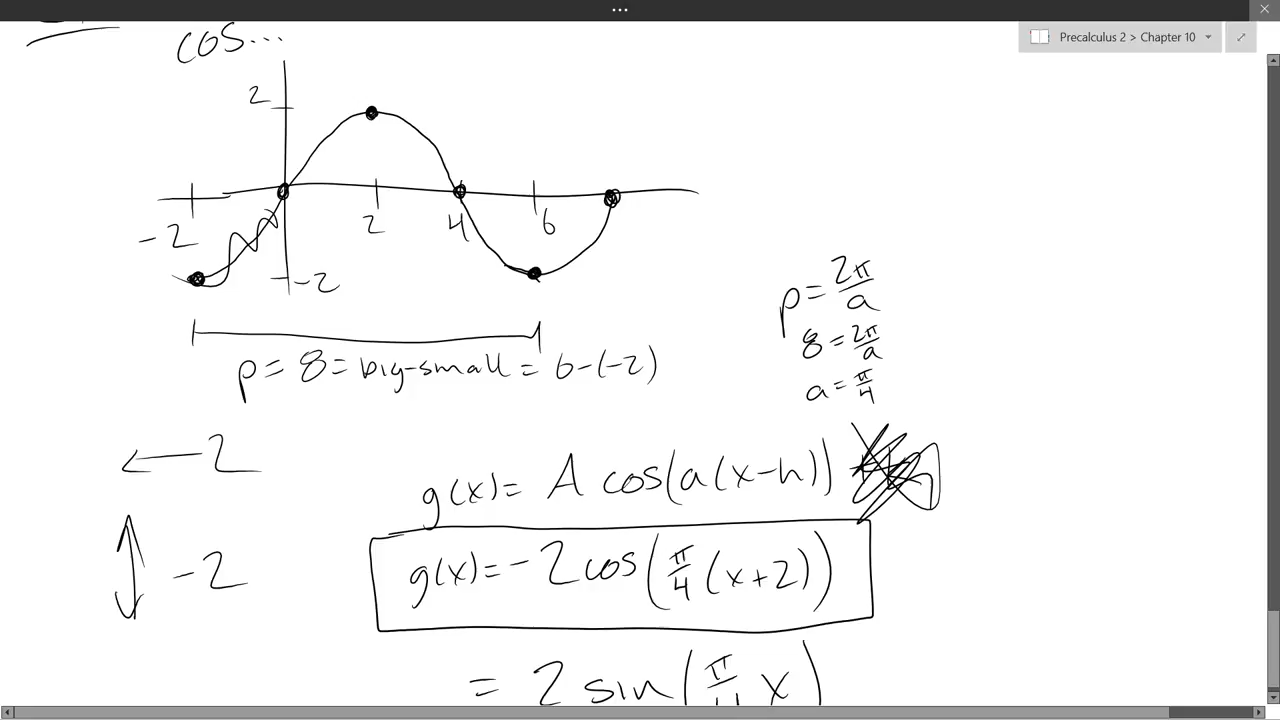 Precalculus 2 > Chapter 10
cos...
2
-2 2 4 6
-2
p = 2π/a
8 = 2π/a
a = π/4
p = 8 = big-small = 6-(-2)
← 2
g(x) = A cos(a(x-h))
↕ -2
g(x) = -2cos(π/4(x+2))
= 2 sin(π/4 x)